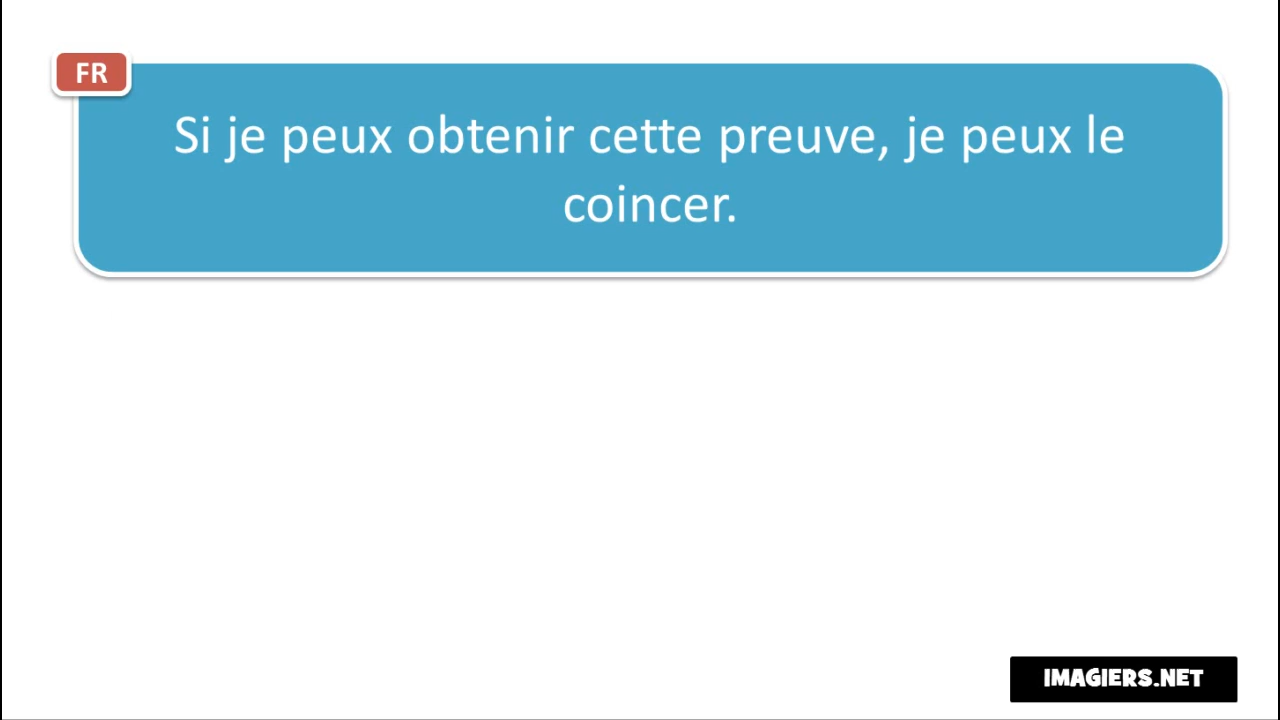 FR
Si je peux obtenir cette preuve, je peux le
coincer.
IMAGIERS.NET